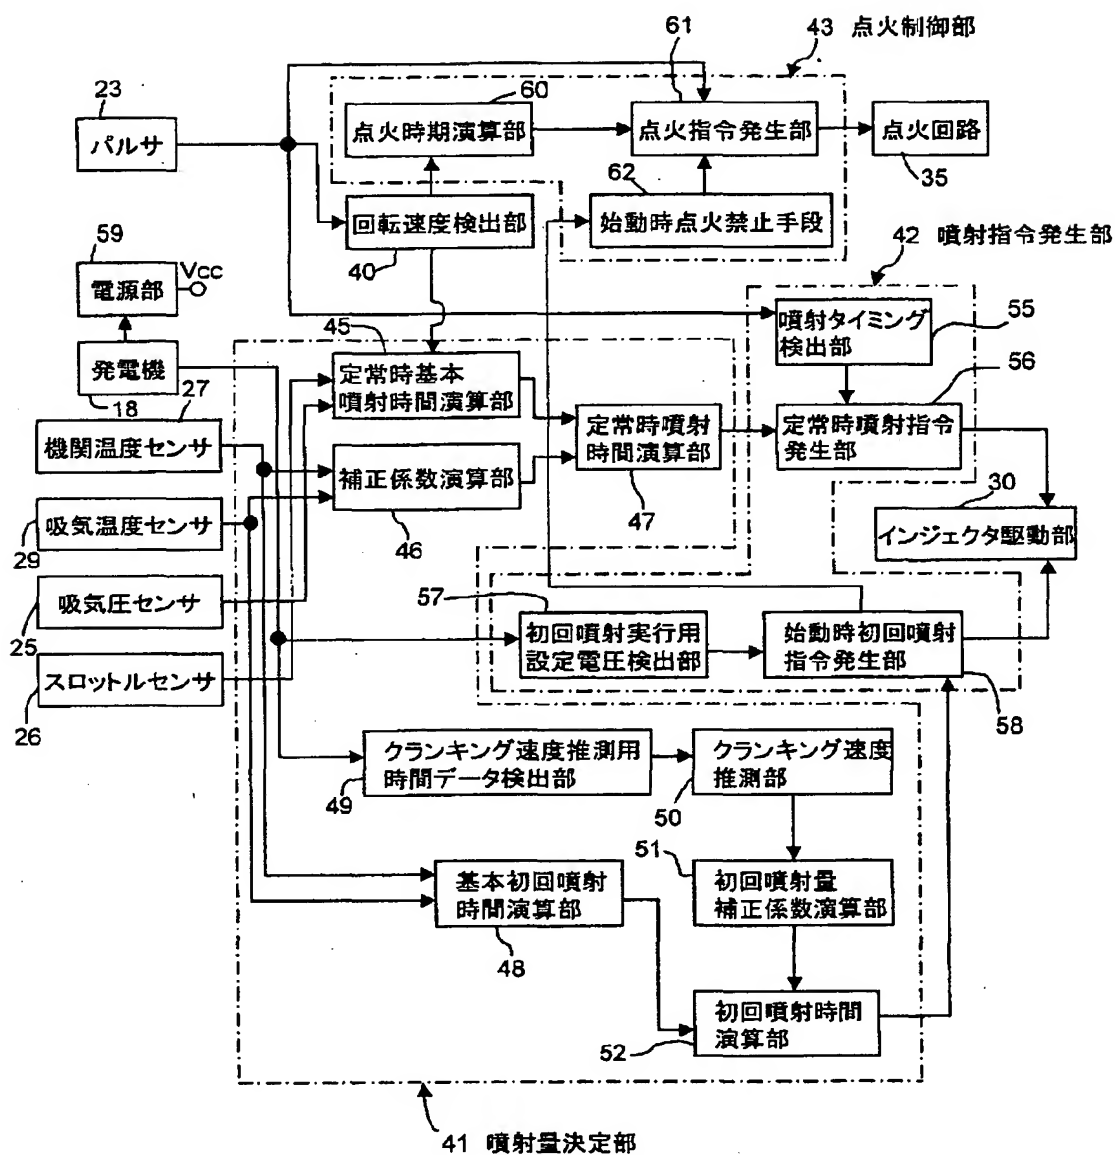 61
43 点火制御部
23
60
パルサ
点火時期演算部
点火指令発生部
点火回路
35
62
59
回転速度検出部
始動時点火禁止手段
42 噴射指令発生部
40
Vcc
電源部
噴射タイミング
検出部
55
45
発電機
18
27
定常時基本
噴射時間演算部
56
機関温度センサ
定常時噴射
時間演算部
定常時噴射指令
発生部
補正係数演算部
47
30
吸気温度センサ
29
46
インジェクタ駆動部
吸気圧センサ
25
57
初回噴射実行用
設定電圧検出部
始動時初回噴射
指令発生部
スロットルセンサ
26
58
クランキング速度推測用
時間データ検出部
49
クランキング速度
推測部
50
51
基本初回噴射
時間演算部
初回噴射量
補正係数演算部
48
初回噴射時間
演算部
52
41 噴射量決定部